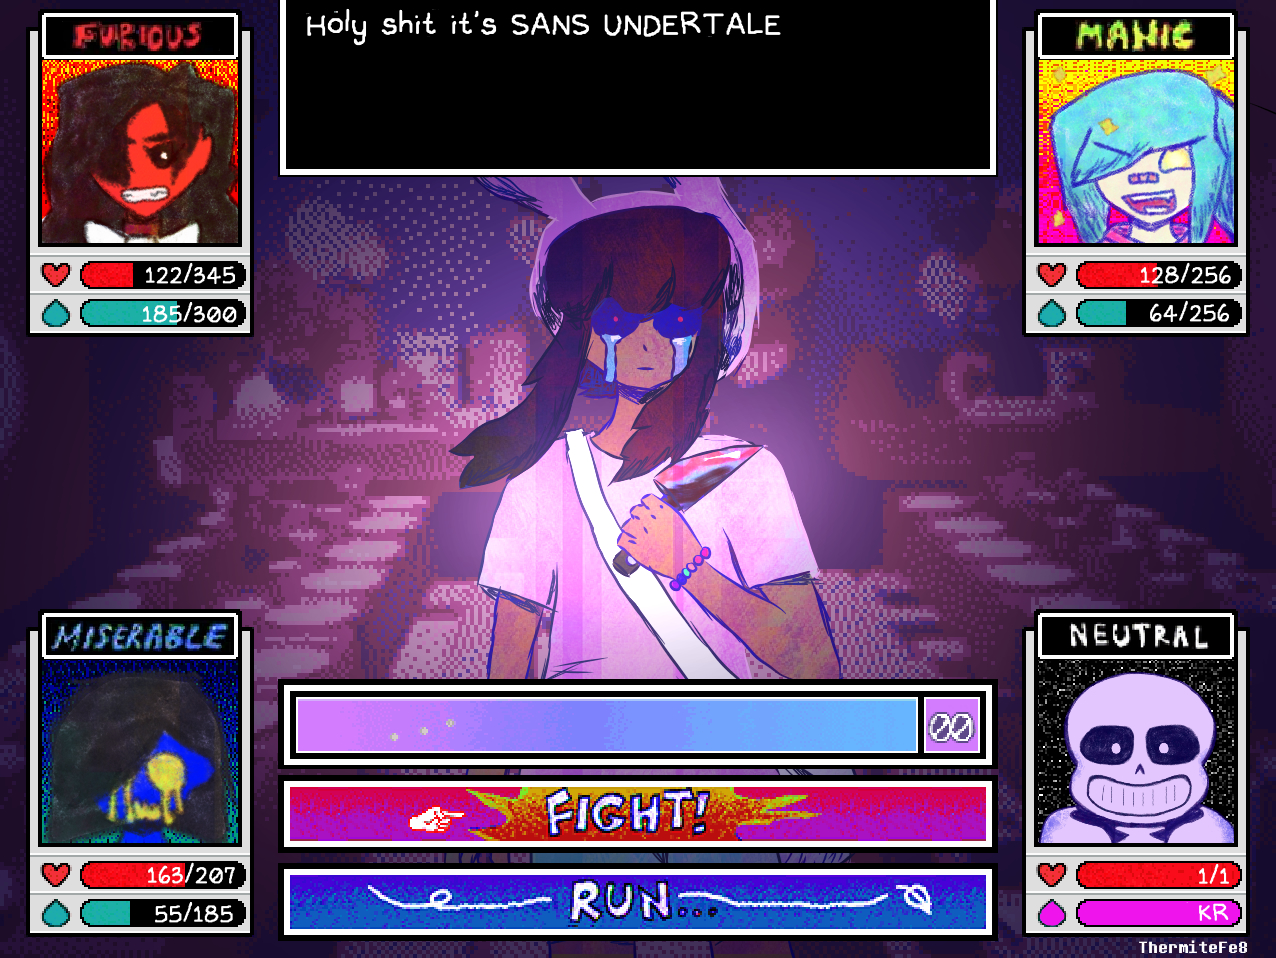 Holy shit it's SANS UNDERTALE
FURIOUS
122/345
185/300
MANIC
128/256
64/256
MISERABLE
163/207
55/185
00
FIGHT!
RUN...
NEUTRAL
1/1
KR
ThermiteFe8